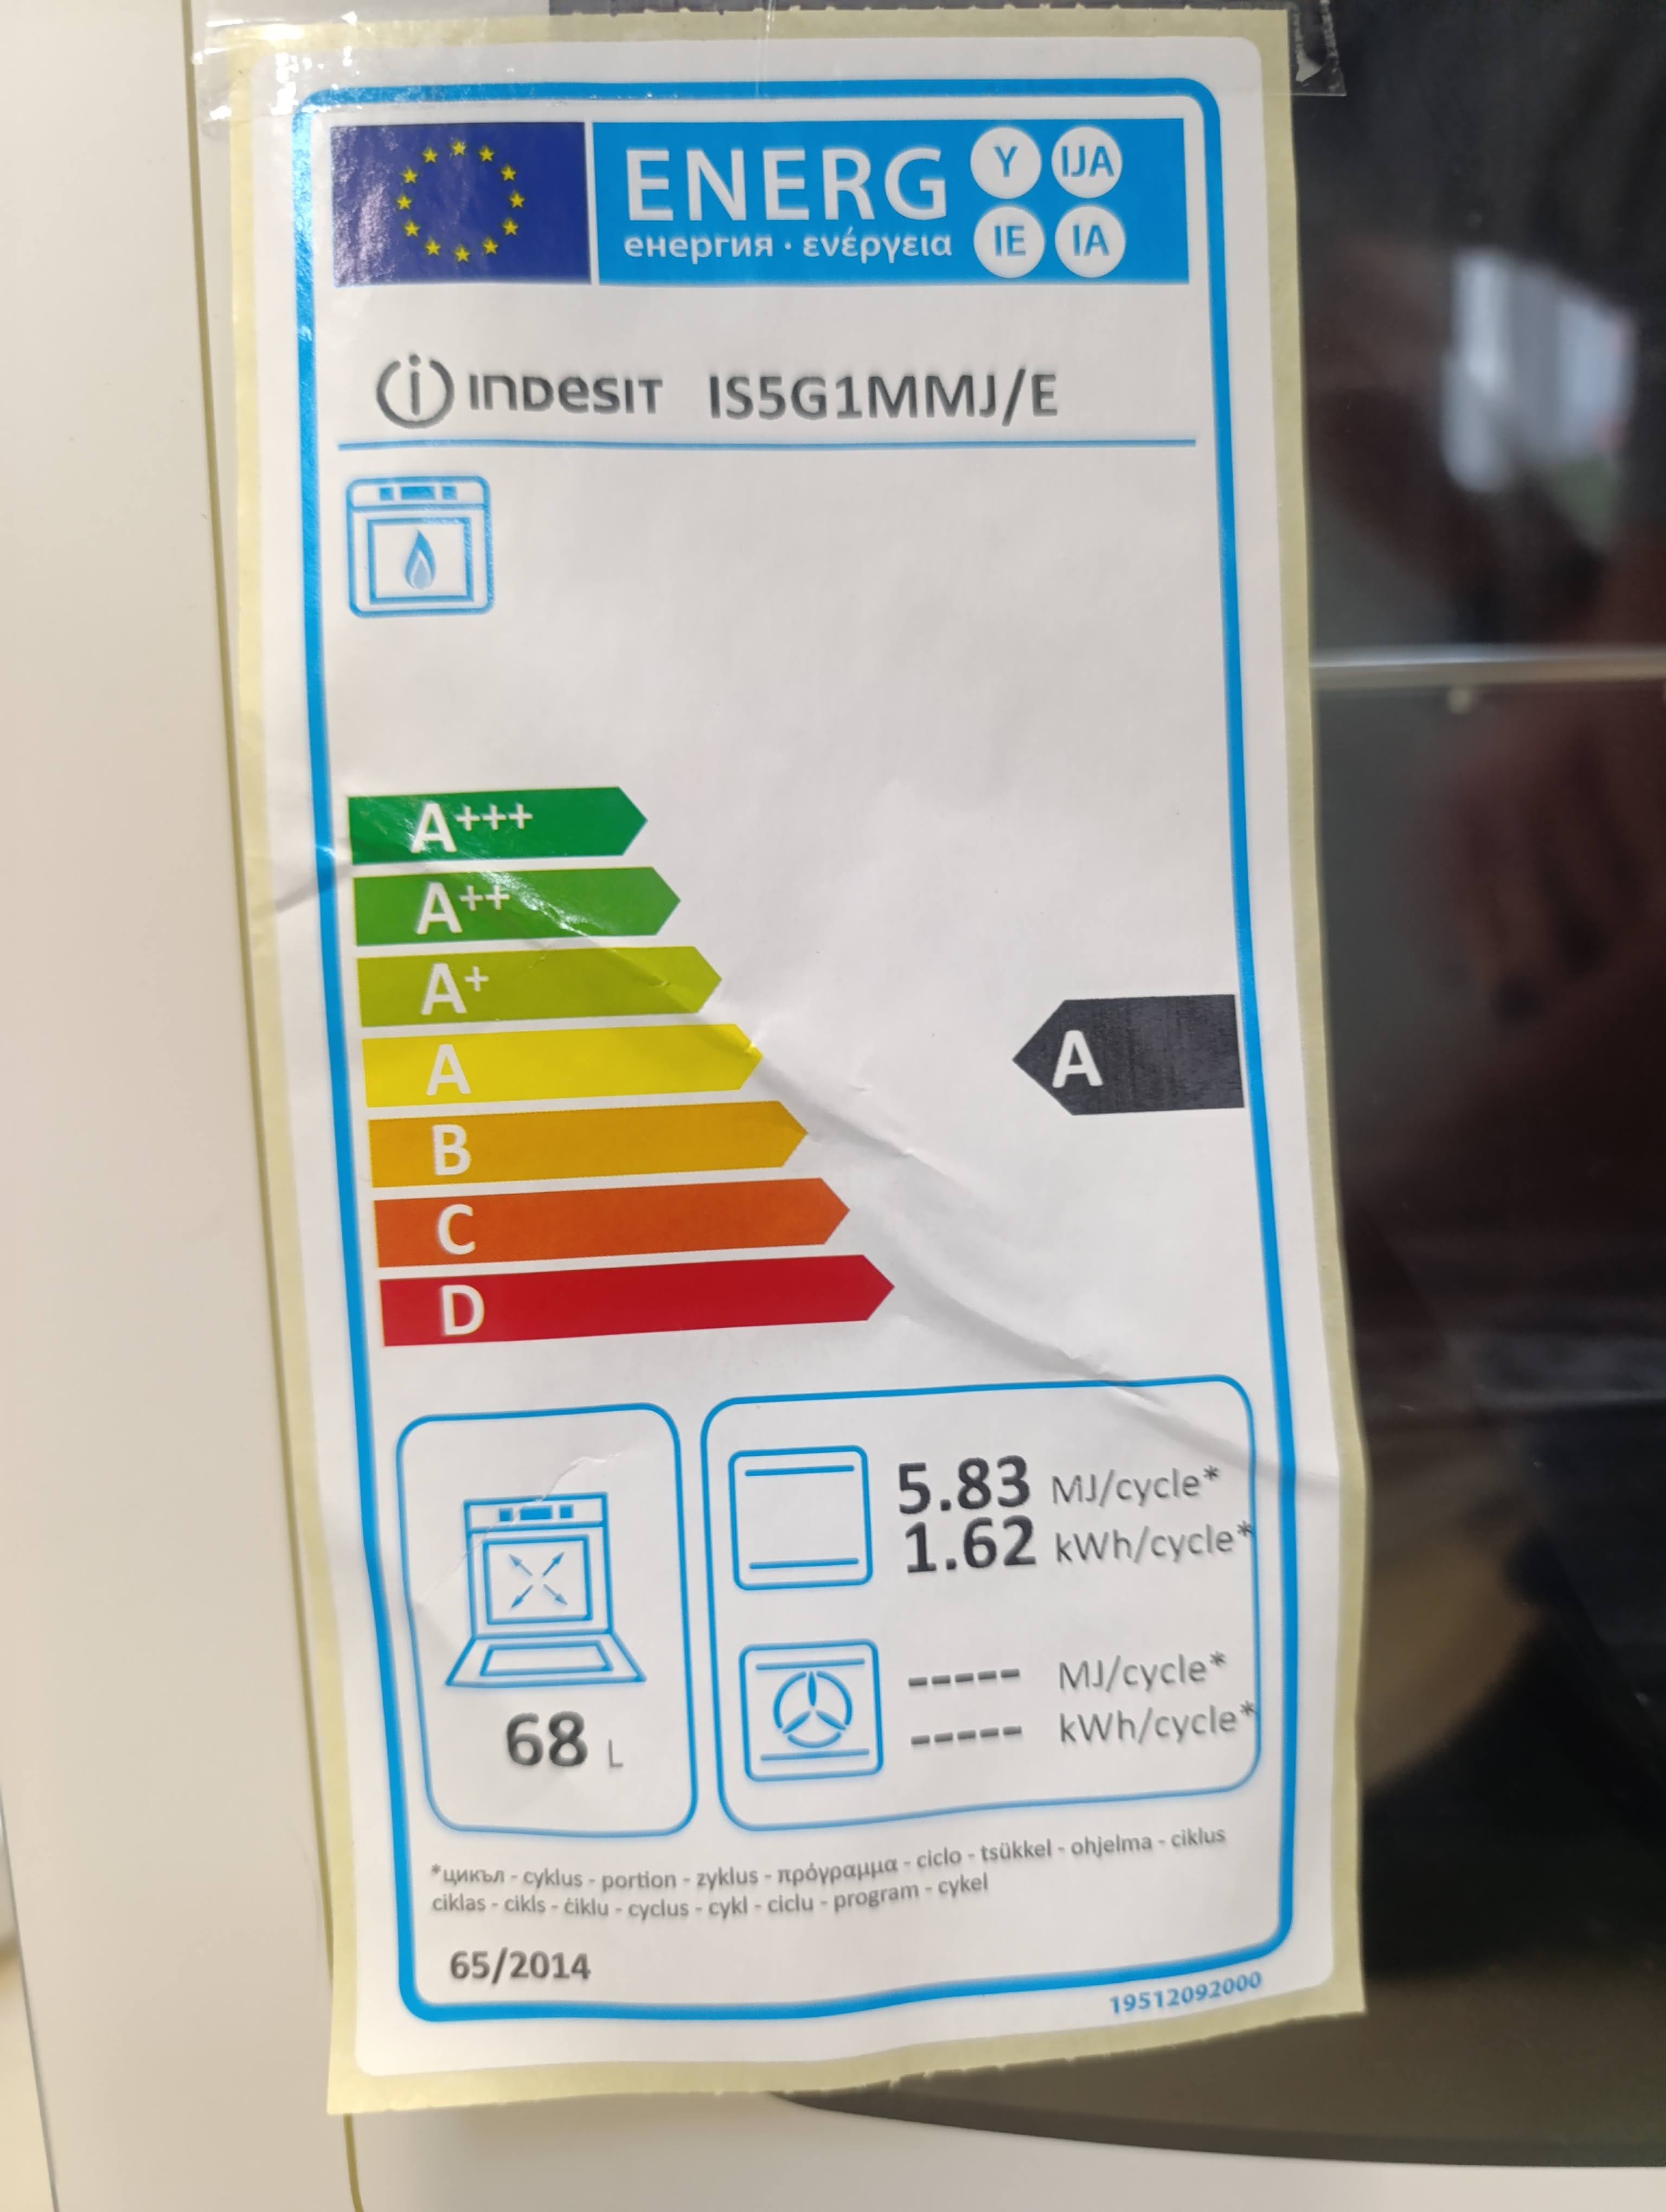 ENERG Y IJA
енергия · ενέργεια IE IA
INDESIT IS5G1MMJ/E
A+++
A++
A+
A
A
B
C
D
5.83 MJ/cycle*
1.62 kWh/cycle*
----- MJ/cycle*
----- kWh/cycle*
68 L
*цикъл - cyklus - portion - zyklus - πρόγραμμα - ciclo - tsükkel - ohjelma - ciklus
ciklas - cikls - ċiklu - cyclus - cykl - ciclu - program - cykel
65/2014
19512092000